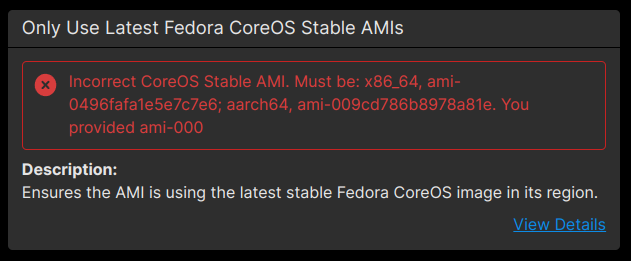 Only Use Latest Fedora CoreOS Stable AMIs
Incorrect CoreOS Stable AMI. Must be: x86_64, ami-
0496fafa1e5e7c7e6; aarch64, ami-009cd786b8978a81e. You
provided ami-000
Description:
Ensures the AMI is using the latest stable Fedora CoreOS image in its region.
View Details